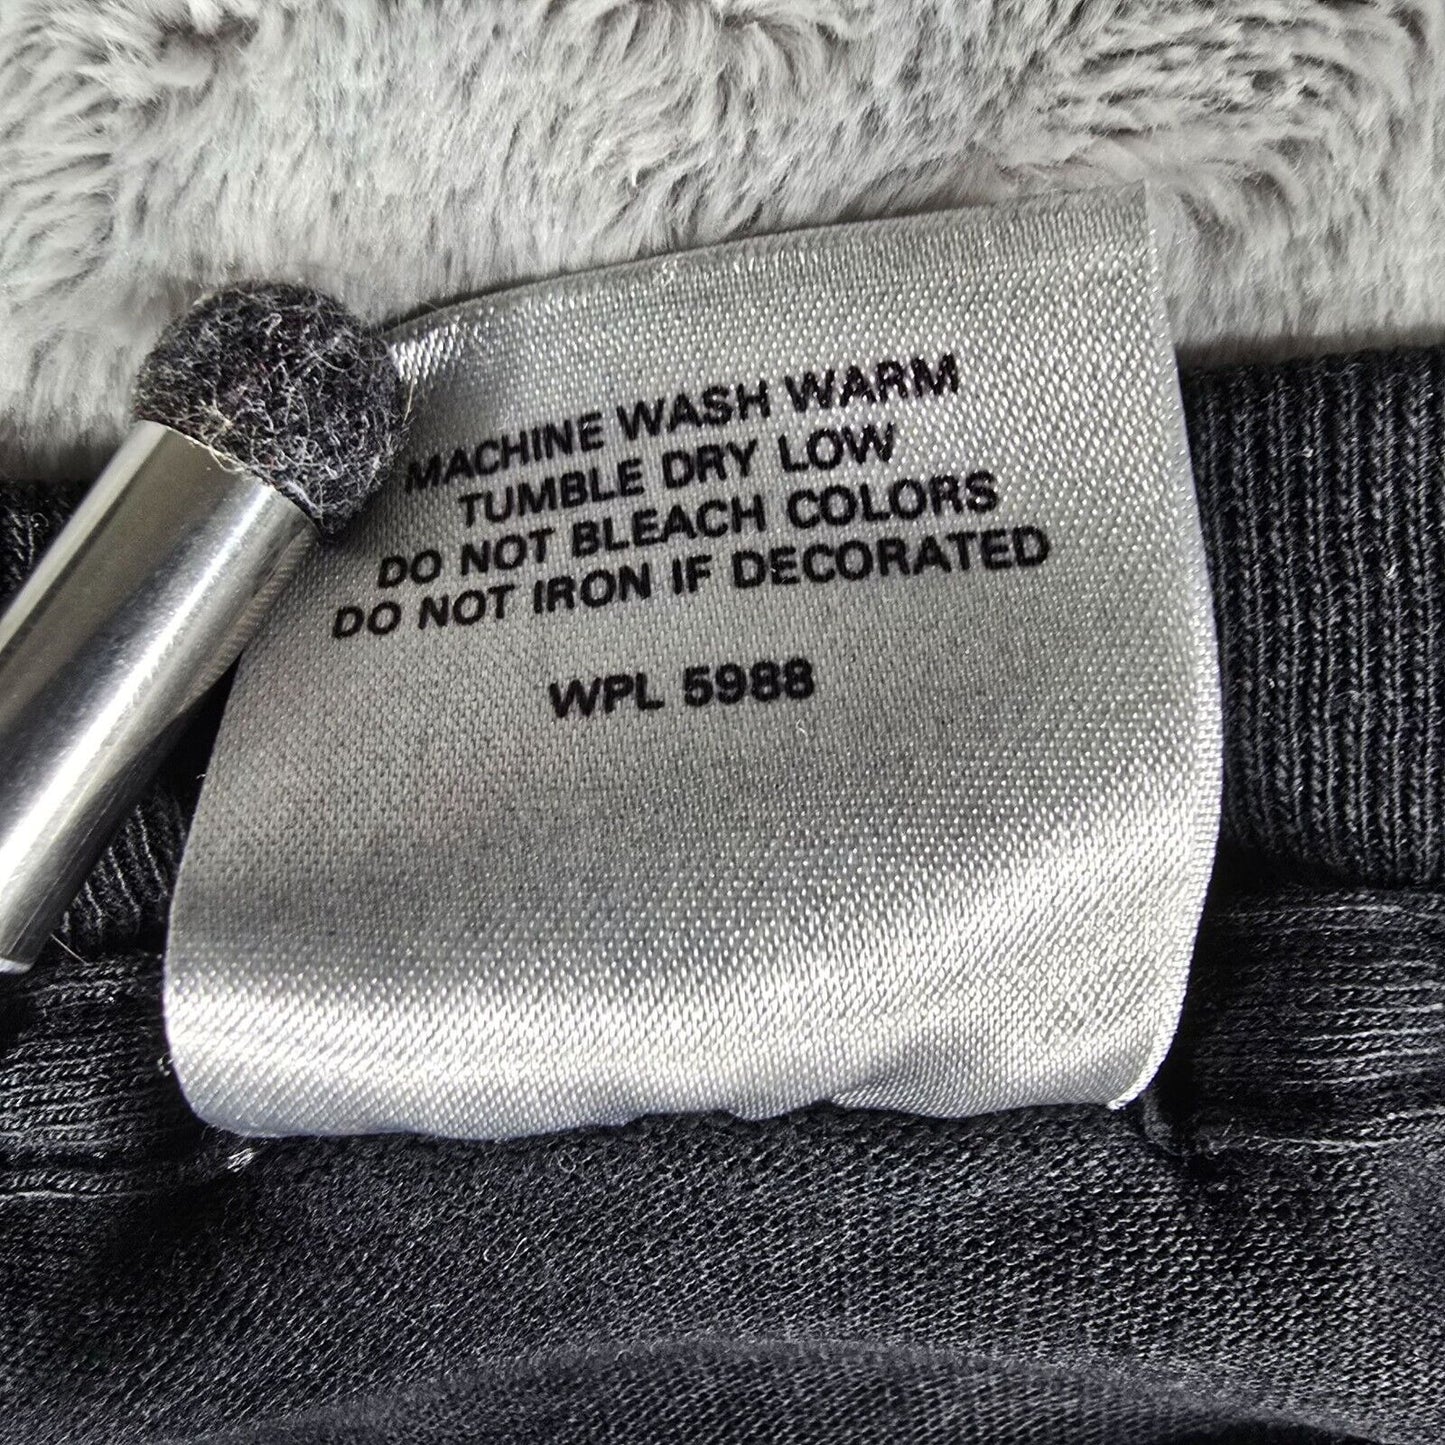 MACHINE WASH WARM
TUMBLE DRY LOW
DO NOT BLEACH COLORS
DO NOT IRON IF DECORATED
WPL 5988